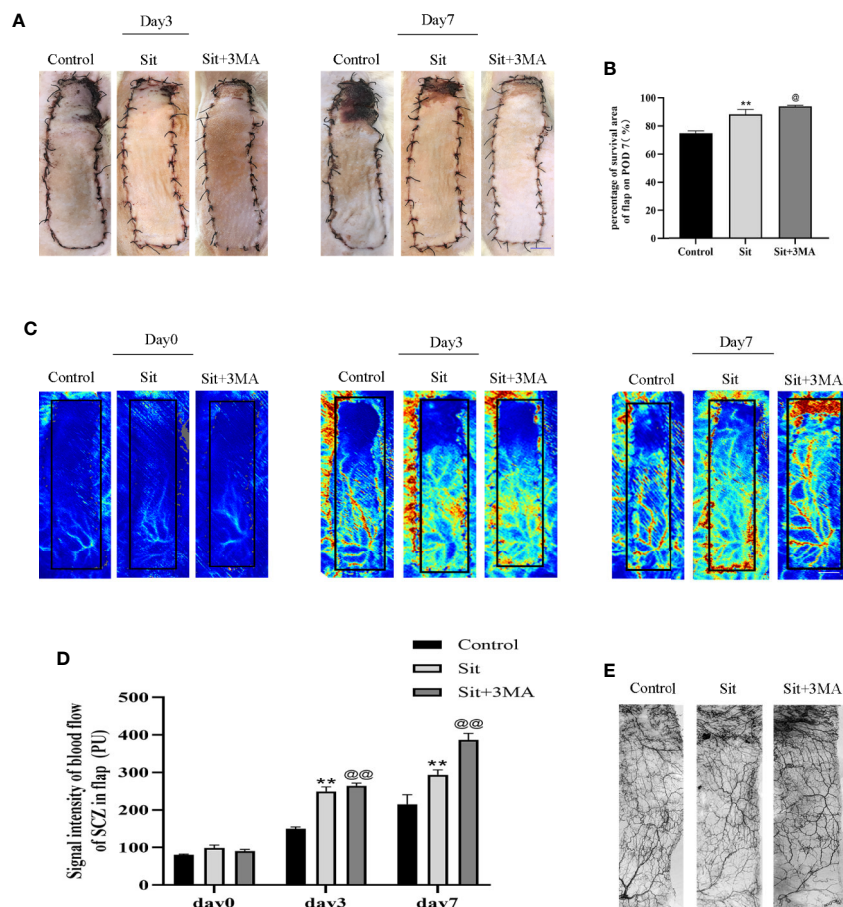 A
Day3
Day7
Control
Sit
Sit+3MA
Control
Sit
Sit+3MA
B
percentage of survival area
of flap on POD 7( %)
100
80
60
40
20
0
**
@
Control
Sit
Sit+3MA
C
Day0
Day3
Day7
Control
Sit
Sit+3MA
Control
Sit
Sit+3MA
Control
Sit
Sit+3MA
D
Control
Sit
Sit+3MA
Signal intensity of blood flow
of SCZ in flap (PU)
500
400
300
200
100
0
**
@@
**
@@
day0
day3
day7
E
Control
Sit
Sit+3MA